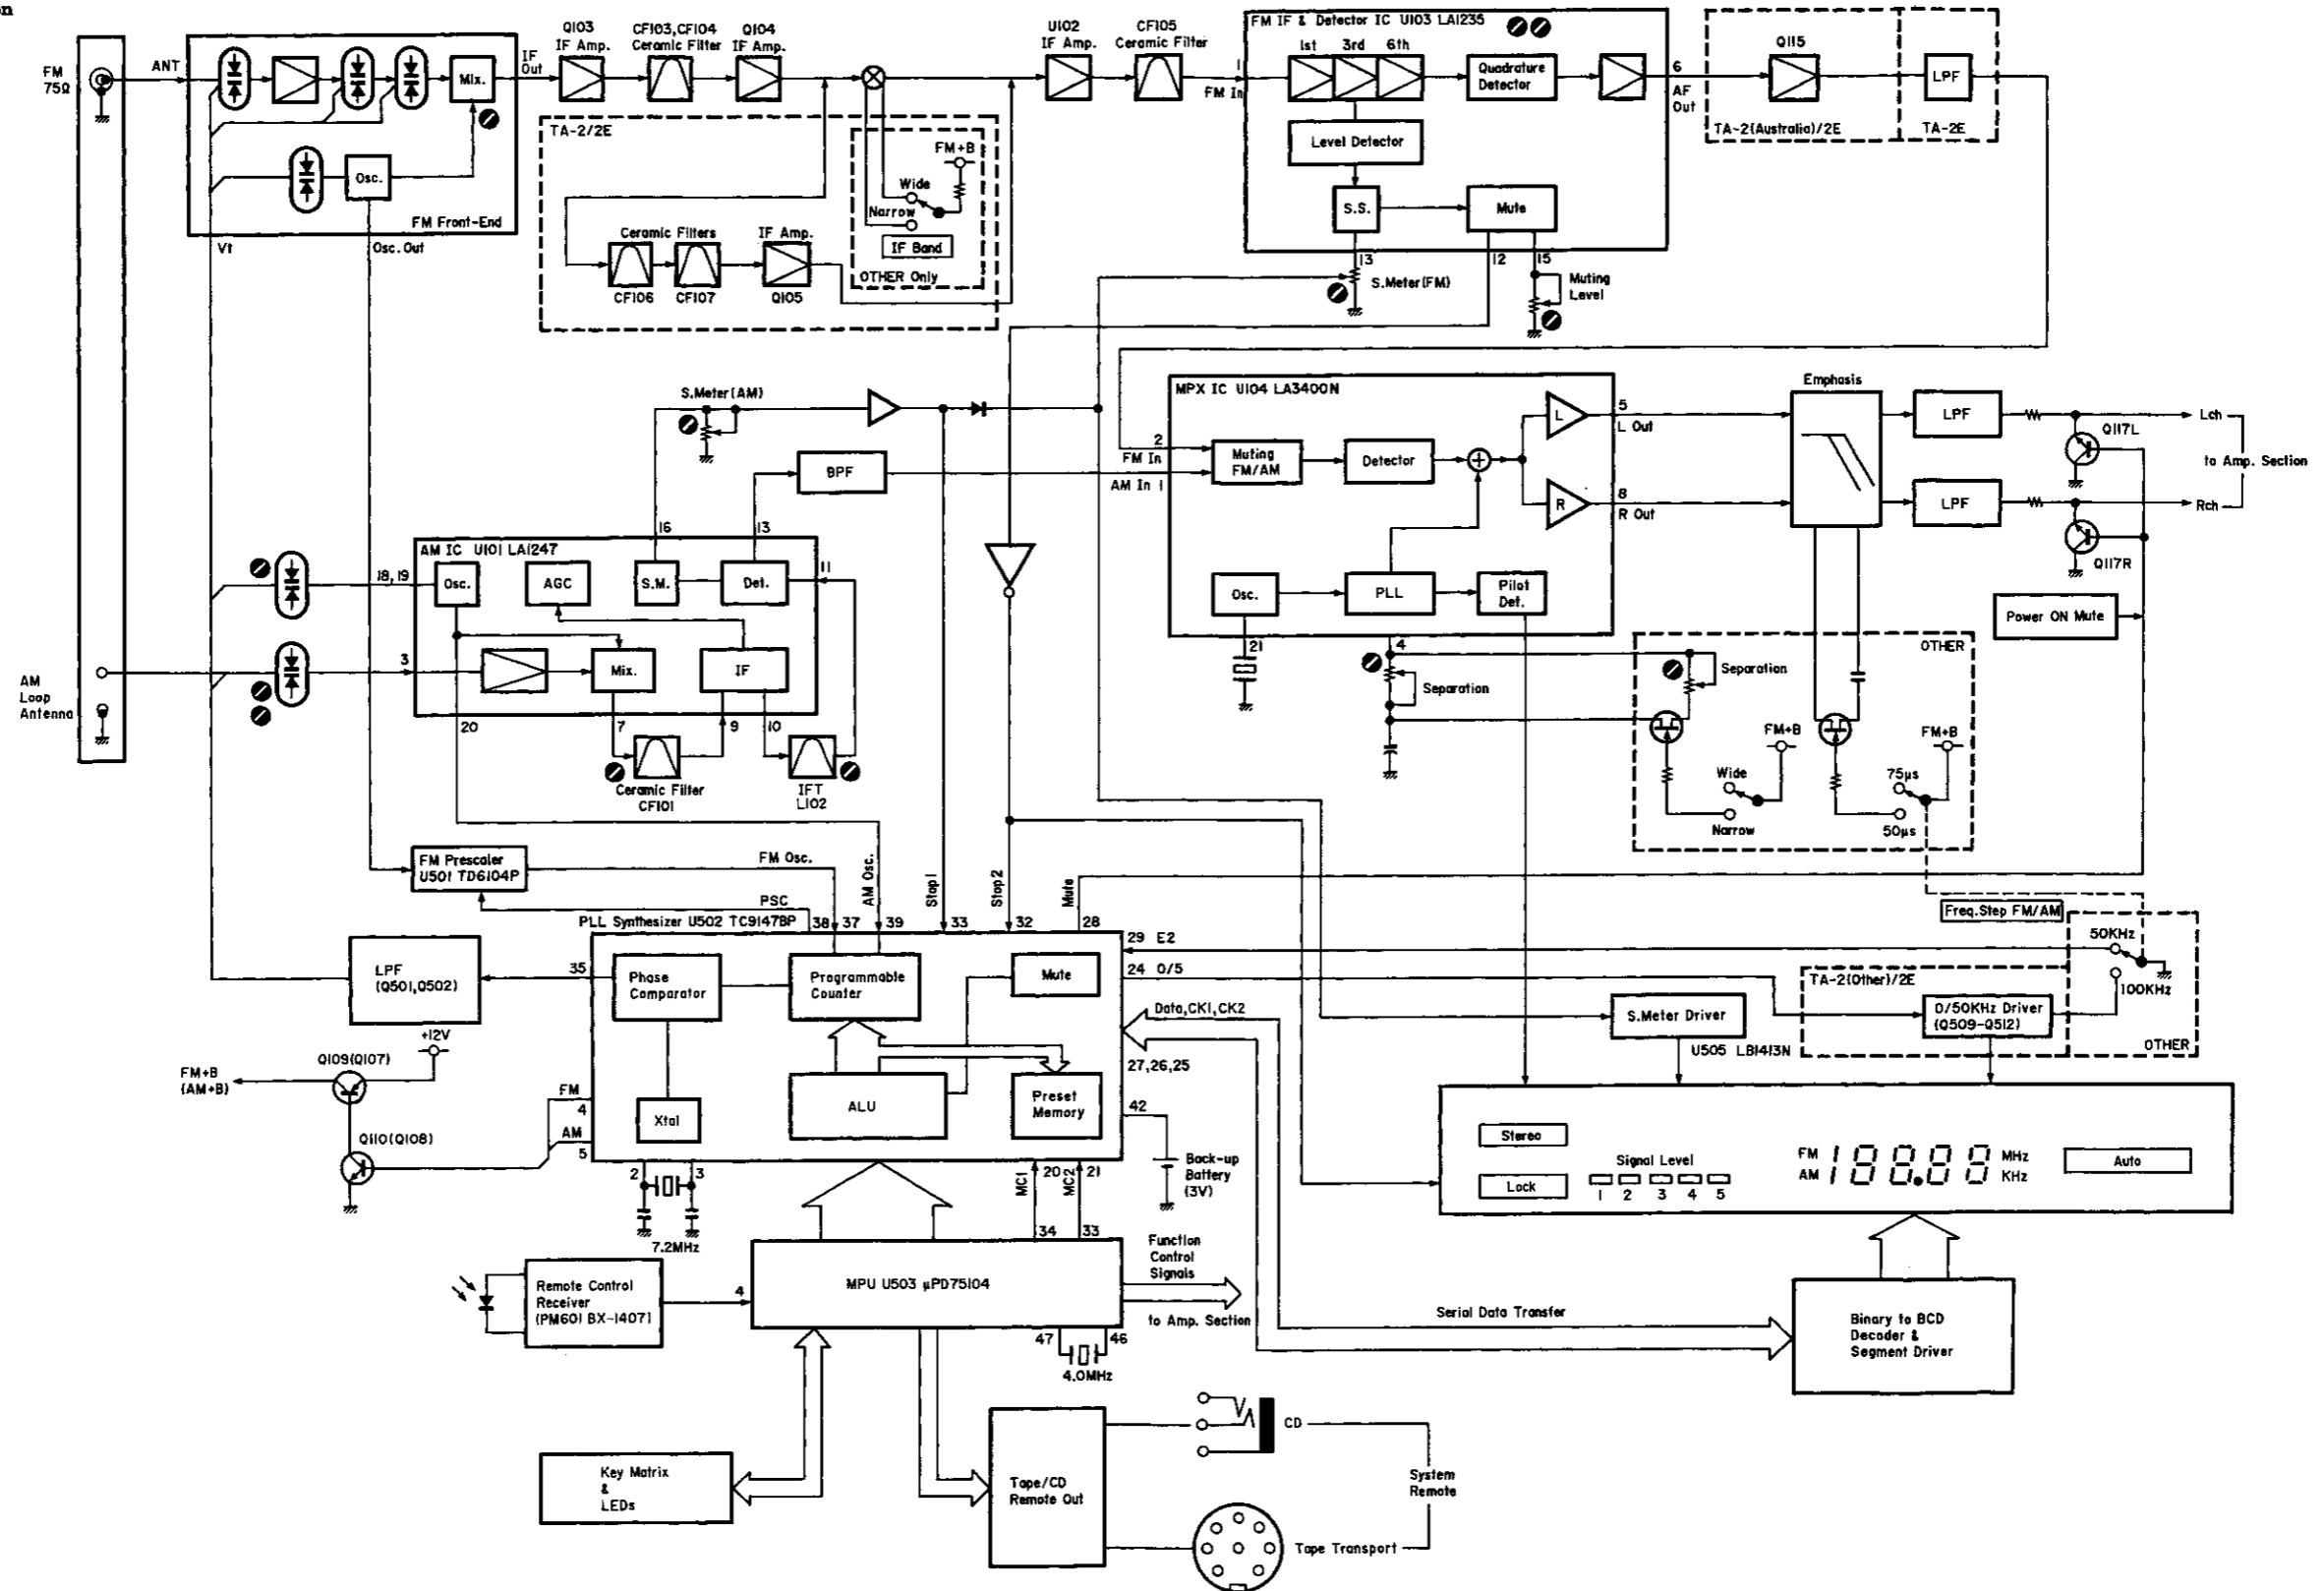 on
FM
75Ω
ANT
Mix.
Osc.
FM Front-End
Vt
Osc.Out
IF
Out
Q103
IF Amp.
CF103,CF104
Ceramic Filter
Q104
IF Amp.
TA-2/2E
FM+B
Wide
Narrow
IF Band
OTHER Only
Ceramic Filters
IF Amp.
CF106
CF107
Q105
U102
IF Amp.
CF105
Ceramic Filter
1
FM In
FM IF & Detector IC U103 LA1235
1st
3rd
6th
Quadrature
Detector
Level Detector
S.S.
Mute
13
12
15
6
AF
Out
S.Meter(FM)
Muting
Level
Q115
LPF
TA-2(Australia)/2E
TA-2E
S.Meter(AM)
BPF
MPX IC U104 LA3400N
2
FM In
AM In 1
Muting
FM/AM
Detector
L
R
5
L Out
8
R Out
Osc.
PLL
Pilot
Det.
21
4
Separation
Emphasis
LPF
LPF
Q117L
Q117R
Lch
Rch
to Amp. Section
Power ON Mute
OTHER
Separation
FM+B
Wide
Narrow
FM+B
75µs
50µs
AM
Loop
Antenna
16
13
AM IC U101 LA1247
18, 19
Osc.
AGC
S.M.
Det.
11
3
Mix.
IF
20
7
9
10
Ceramic Filter
CF101
IFT
L102
FM Prescaler
U501 TD6104P
FM Osc.
PSC
AM Osc.
Stop1
Stop2
Mute
PLL Synthesizer U502 TC9147BP
38
37
39
33
32
28
LPF
(Q501,Q502)
35
Phase
Comparator
Programmable
Counter
Mute
29 E2
24 0/5
Data,CK1,CK2
27,26,25
ALU
Preset
Memory
Xtal
42
Back-up
Battery
(3V)
+12V
Q109(Q107)
FM+B
(AM+B)
Q110(Q108)
FM
4
AM
5
2
3
7.2MHz
MC1
20
MC2
21
Freq.Step FM/AM
50KHz
100KHz
OTHER
TA-2(Other)/2E
0/50KHz Driver
(Q509-Q512)
S.Meter Driver
U505 LB1413N
Stereo
Lock
Signal Level
1 2 3 4 5
FM
AM
188.88
MHz
KHz
Auto
34
33
Remote Control
Receiver
(PM601 BX-1407)
4
MPU U503 µPD75104
Function
Control
Signals
to Amp. Section
47
46
4.0MHz
Serial Data Transfer
Binary to BCD
Decoder &
Segment Driver
Key Matrix
&
LEDs
Tape/CD
Remote Out
CD
System
Remote
Tape Transport